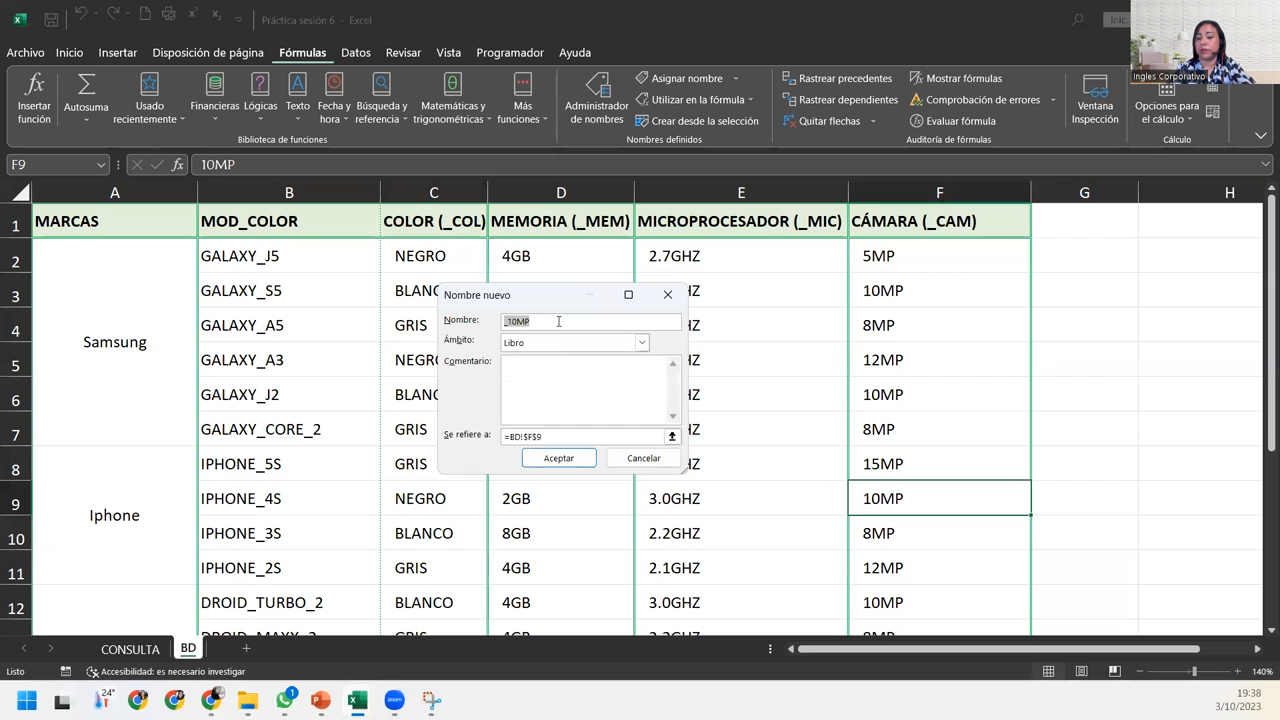 Práctica sesión 6 - Excel
Inic
Ingles Corporativo
Archivo Inicio Insertar Disposición de página Fórmulas Datos Revisar Vista Programador Ayuda
Insertar función
Autosuma
Usado recientemente
Financieras
Lógicas
Texto
Fecha y hora
Búsqueda y referencia
Matemáticas y trigonométricas
Más funciones
Biblioteca de funciones
Administrador de nombres
Asignar nombre
Utilizar en la fórmula
Crear desde la selección
Nombres definidos
Rastrear precedentes
Rastrear dependientes
Quitar flechas
Mostrar fórmulas
Comprobación de errores
Evaluar fórmula
Auditoría de fórmulas
Ventana Inspección
Opciones para el cálculo
Cálculo
F9 fx 10MP
A B C D E F G H
1 MARCAS MOD_COLOR COLOR (_COL) MEMORIA (_MEM) MICROPROCESADOR (_MIC) CÁMARA (_CAM)
2 GALAXY_J5 NEGRO 4GB 2.7GHZ 5MP
3 GALAXY_S5 BLANC HZ 10MP
4 Samsung GALAXY_A5 GRIS HZ 8MP
5 GALAXY_A3 NEGRO HZ 12MP
6 GALAXY_J2 BLANC HZ 10MP
7 GALAXY_CORE_2 GRIS HZ 8MP
8 IPHONE_5S GRIS HZ 15MP
9 Iphone IPHONE_4S NEGRO 2GB 3.0GHZ 10MP
10 IPHONE_3S BLANCO 8GB 2.2GHZ 8MP
11 IPHONE_2S GRIS 4GB 2.1GHZ 12MP
12 DROID_TURBO_2 BLANCO 4GB 3.0GHZ 10MP
Nombre nuevo
Nombre: _10MP
Ámbito: Libro
Comentario:
Se refiere a: =BD!$F$9
Aceptar Cancelar
CONSULTA BD
Listo Accesibilidad: es necesario investigar 140%
24°
1
zoom
19:38
3/10/2023